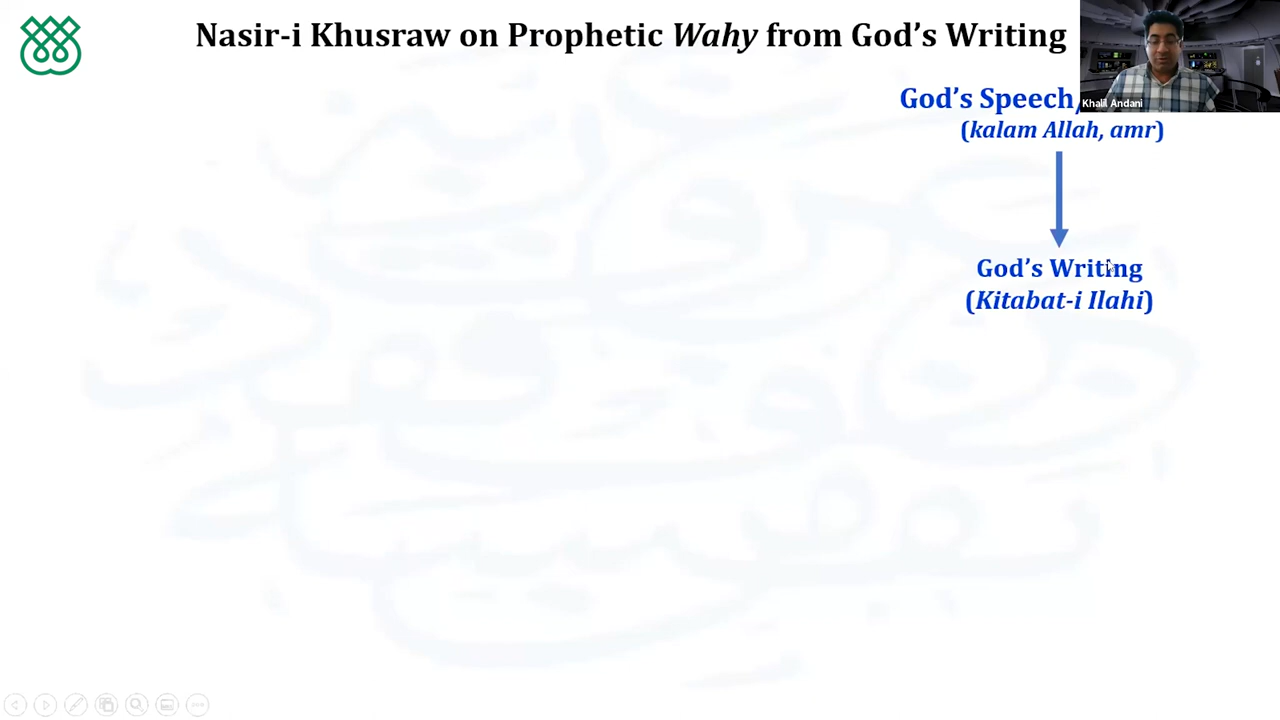 Nasir-i Khusraw on Prophetic Wahy from God's Writing
Khalil Andani
God's Speech
(kalam Allah, amr)
God's Writing
(Kitabat-i Ilahi)